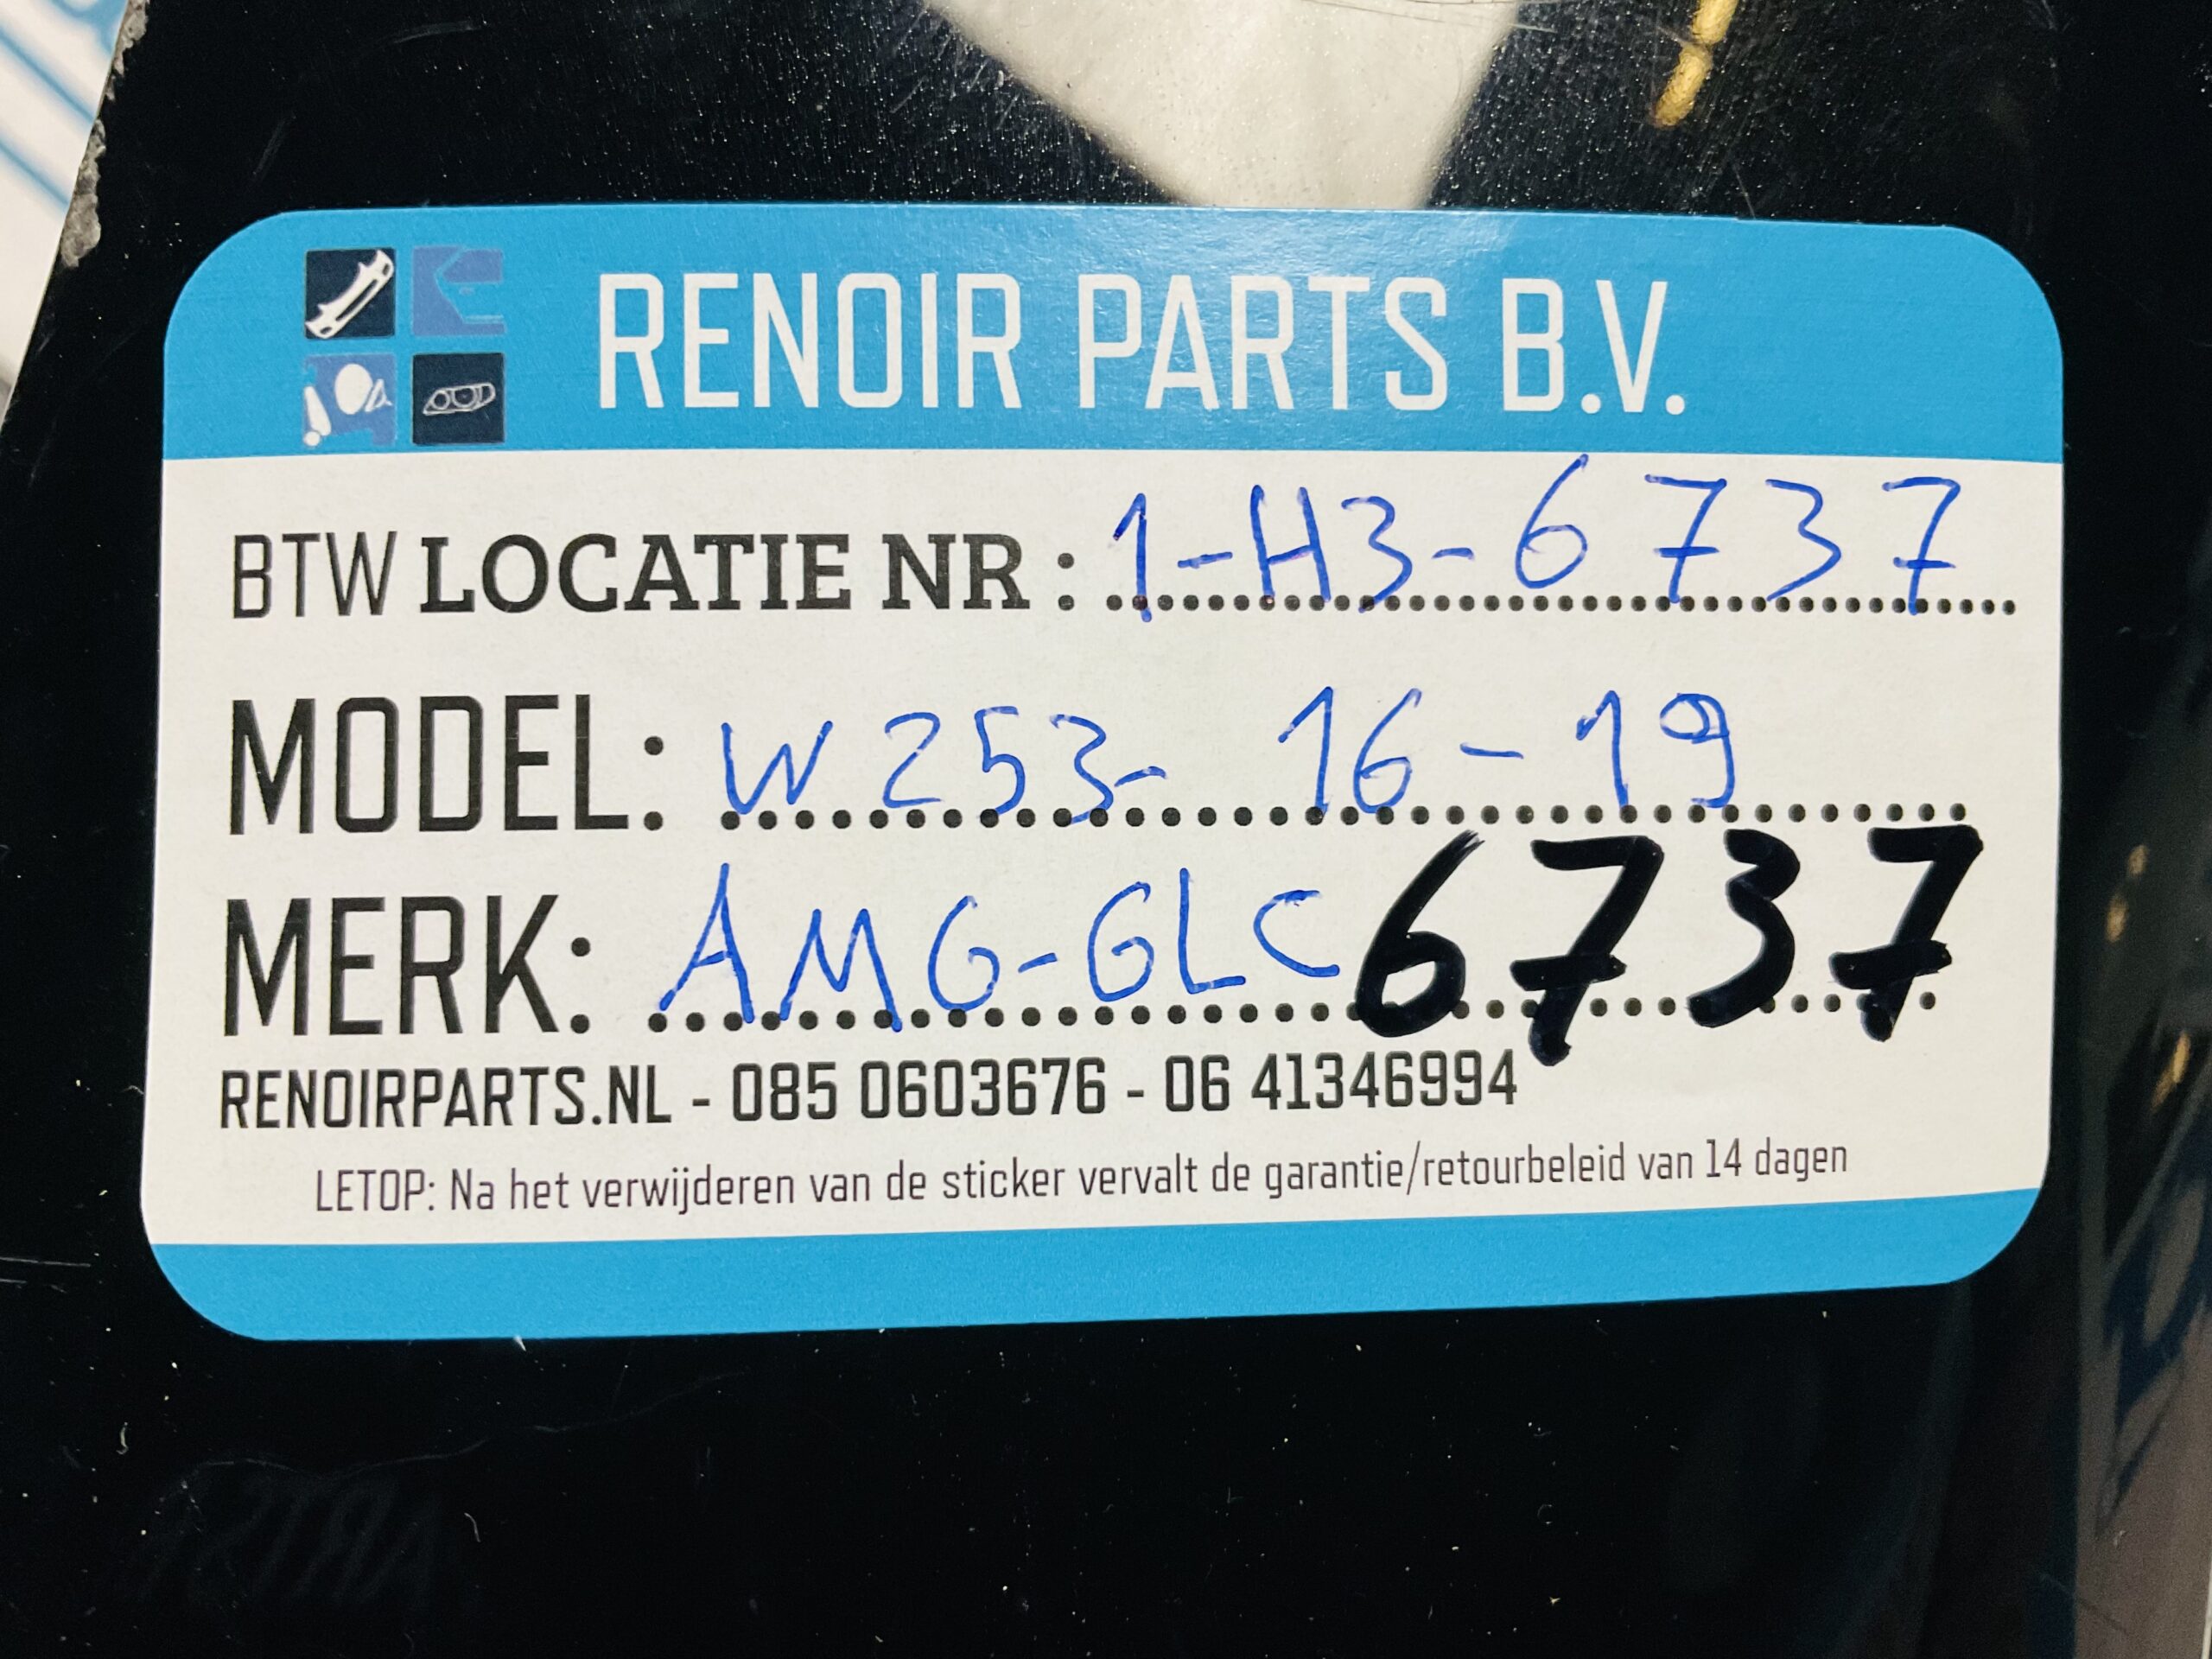 RENOIR PARTS B.V.
BTW LOCATIE NR : 1-H3-6737
MODEL: W253- 16-19
MERK: AMG-GLC 6737
RENOIRPARTS.NL - 085 0603676 - 06 41346994
LETOP: Na het verwijderen van de sticker vervalt de garantie/retourbeleid van 14 dagen